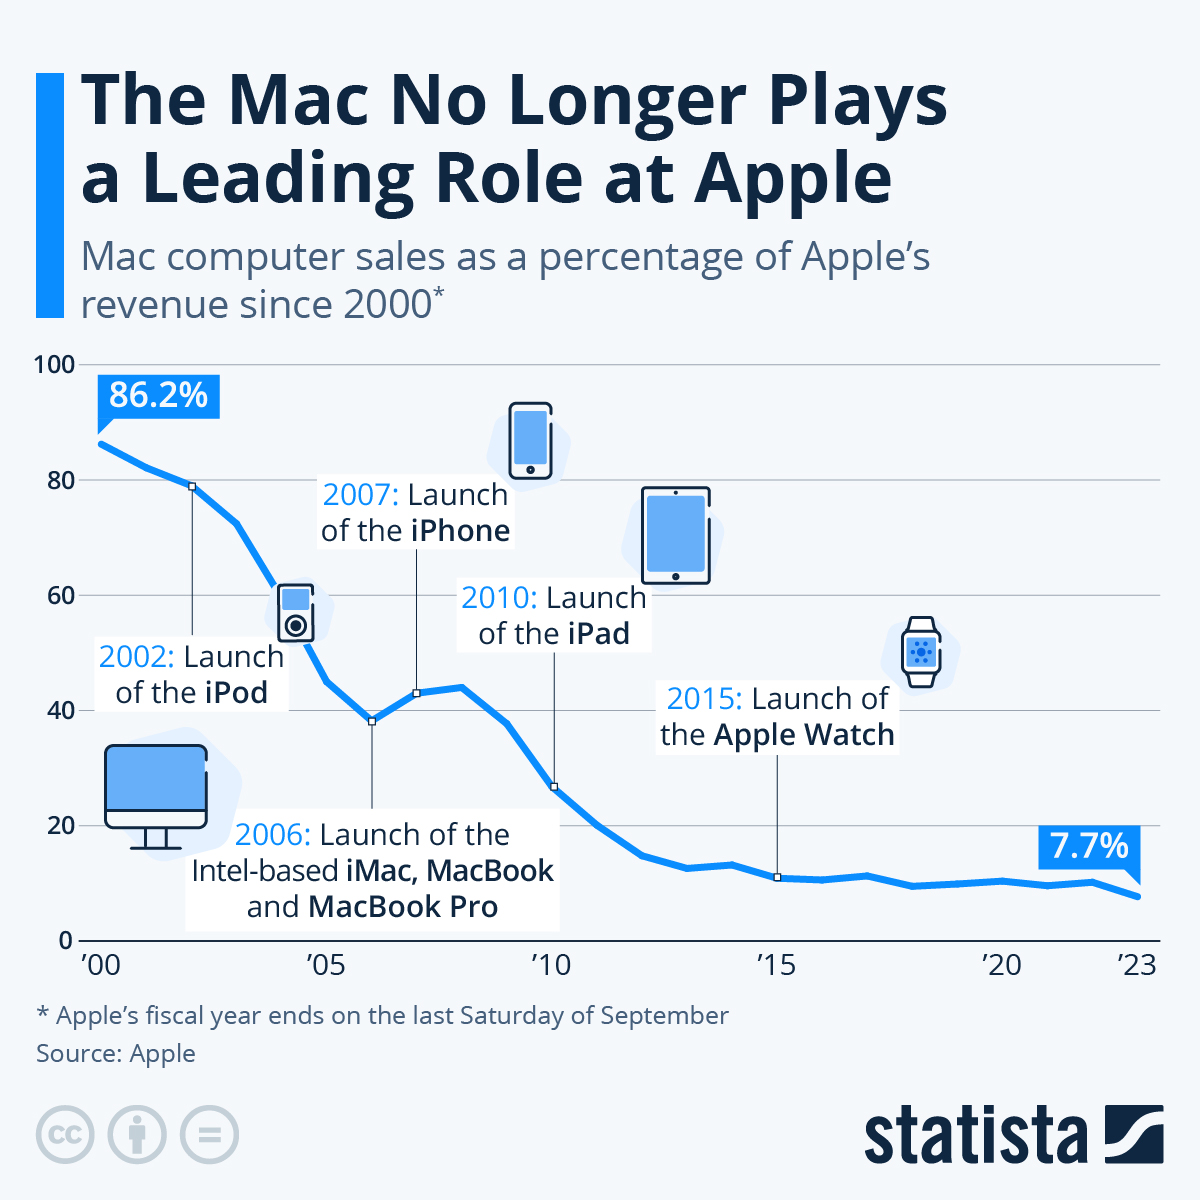 The Mac No Longer Plays
a Leading Role at Apple
Mac computer sales as a percentage of Apple’s
revenue since 2000*
100
86.2%
80
2007: Launch
of the iPhone
60
2010: Launch
of the iPad
2002: Launch
of the iPod
40
2015: Launch of
the Apple Watch
20
2006: Launch of the
Intel-based iMac, MacBook
and MacBook Pro
7.7%
0
’00 ’05 ’10 ’15 ’20 ’23
* Apple’s fiscal year ends on the last Saturday of September
Source: Apple
cc
statista